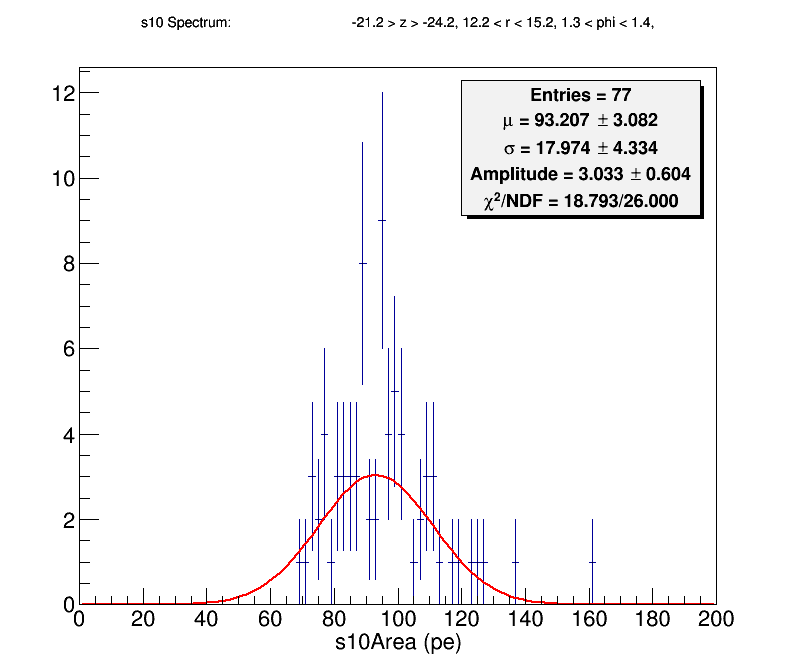 s10 Spectrum: -21.2 > z > -24.2, 12.2 < r < 15.2, 1.3 < phi < 1.4,
Entries = 77
μ = 93.207 ± 3.082
σ = 17.974 ± 4.334
Amplitude = 3.033 ± 0.604
χ²/NDF = 18.793/26.000
12
10
8
6
4
2
0
0 20 40 60 80 100 120 140 160 180 200
s10Area (pe)